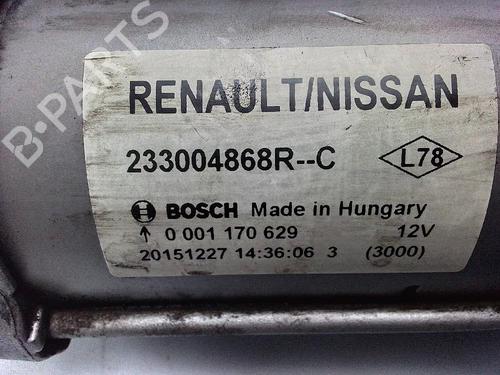 B-PARTS
RENAULT/NISSAN
233004868R--C
L78
BOSCH Made in Hungary
0 001 170 629 12V
20151227 14:36:06 3 (3000)